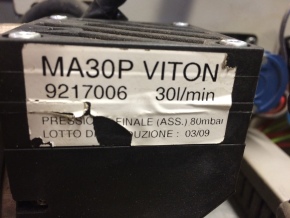 MA30P VITON
9217006 30l/min
PRESSIONE FINALE (ASS.) 80mbar
LOTTO DI PRODUZIONE : 03/09